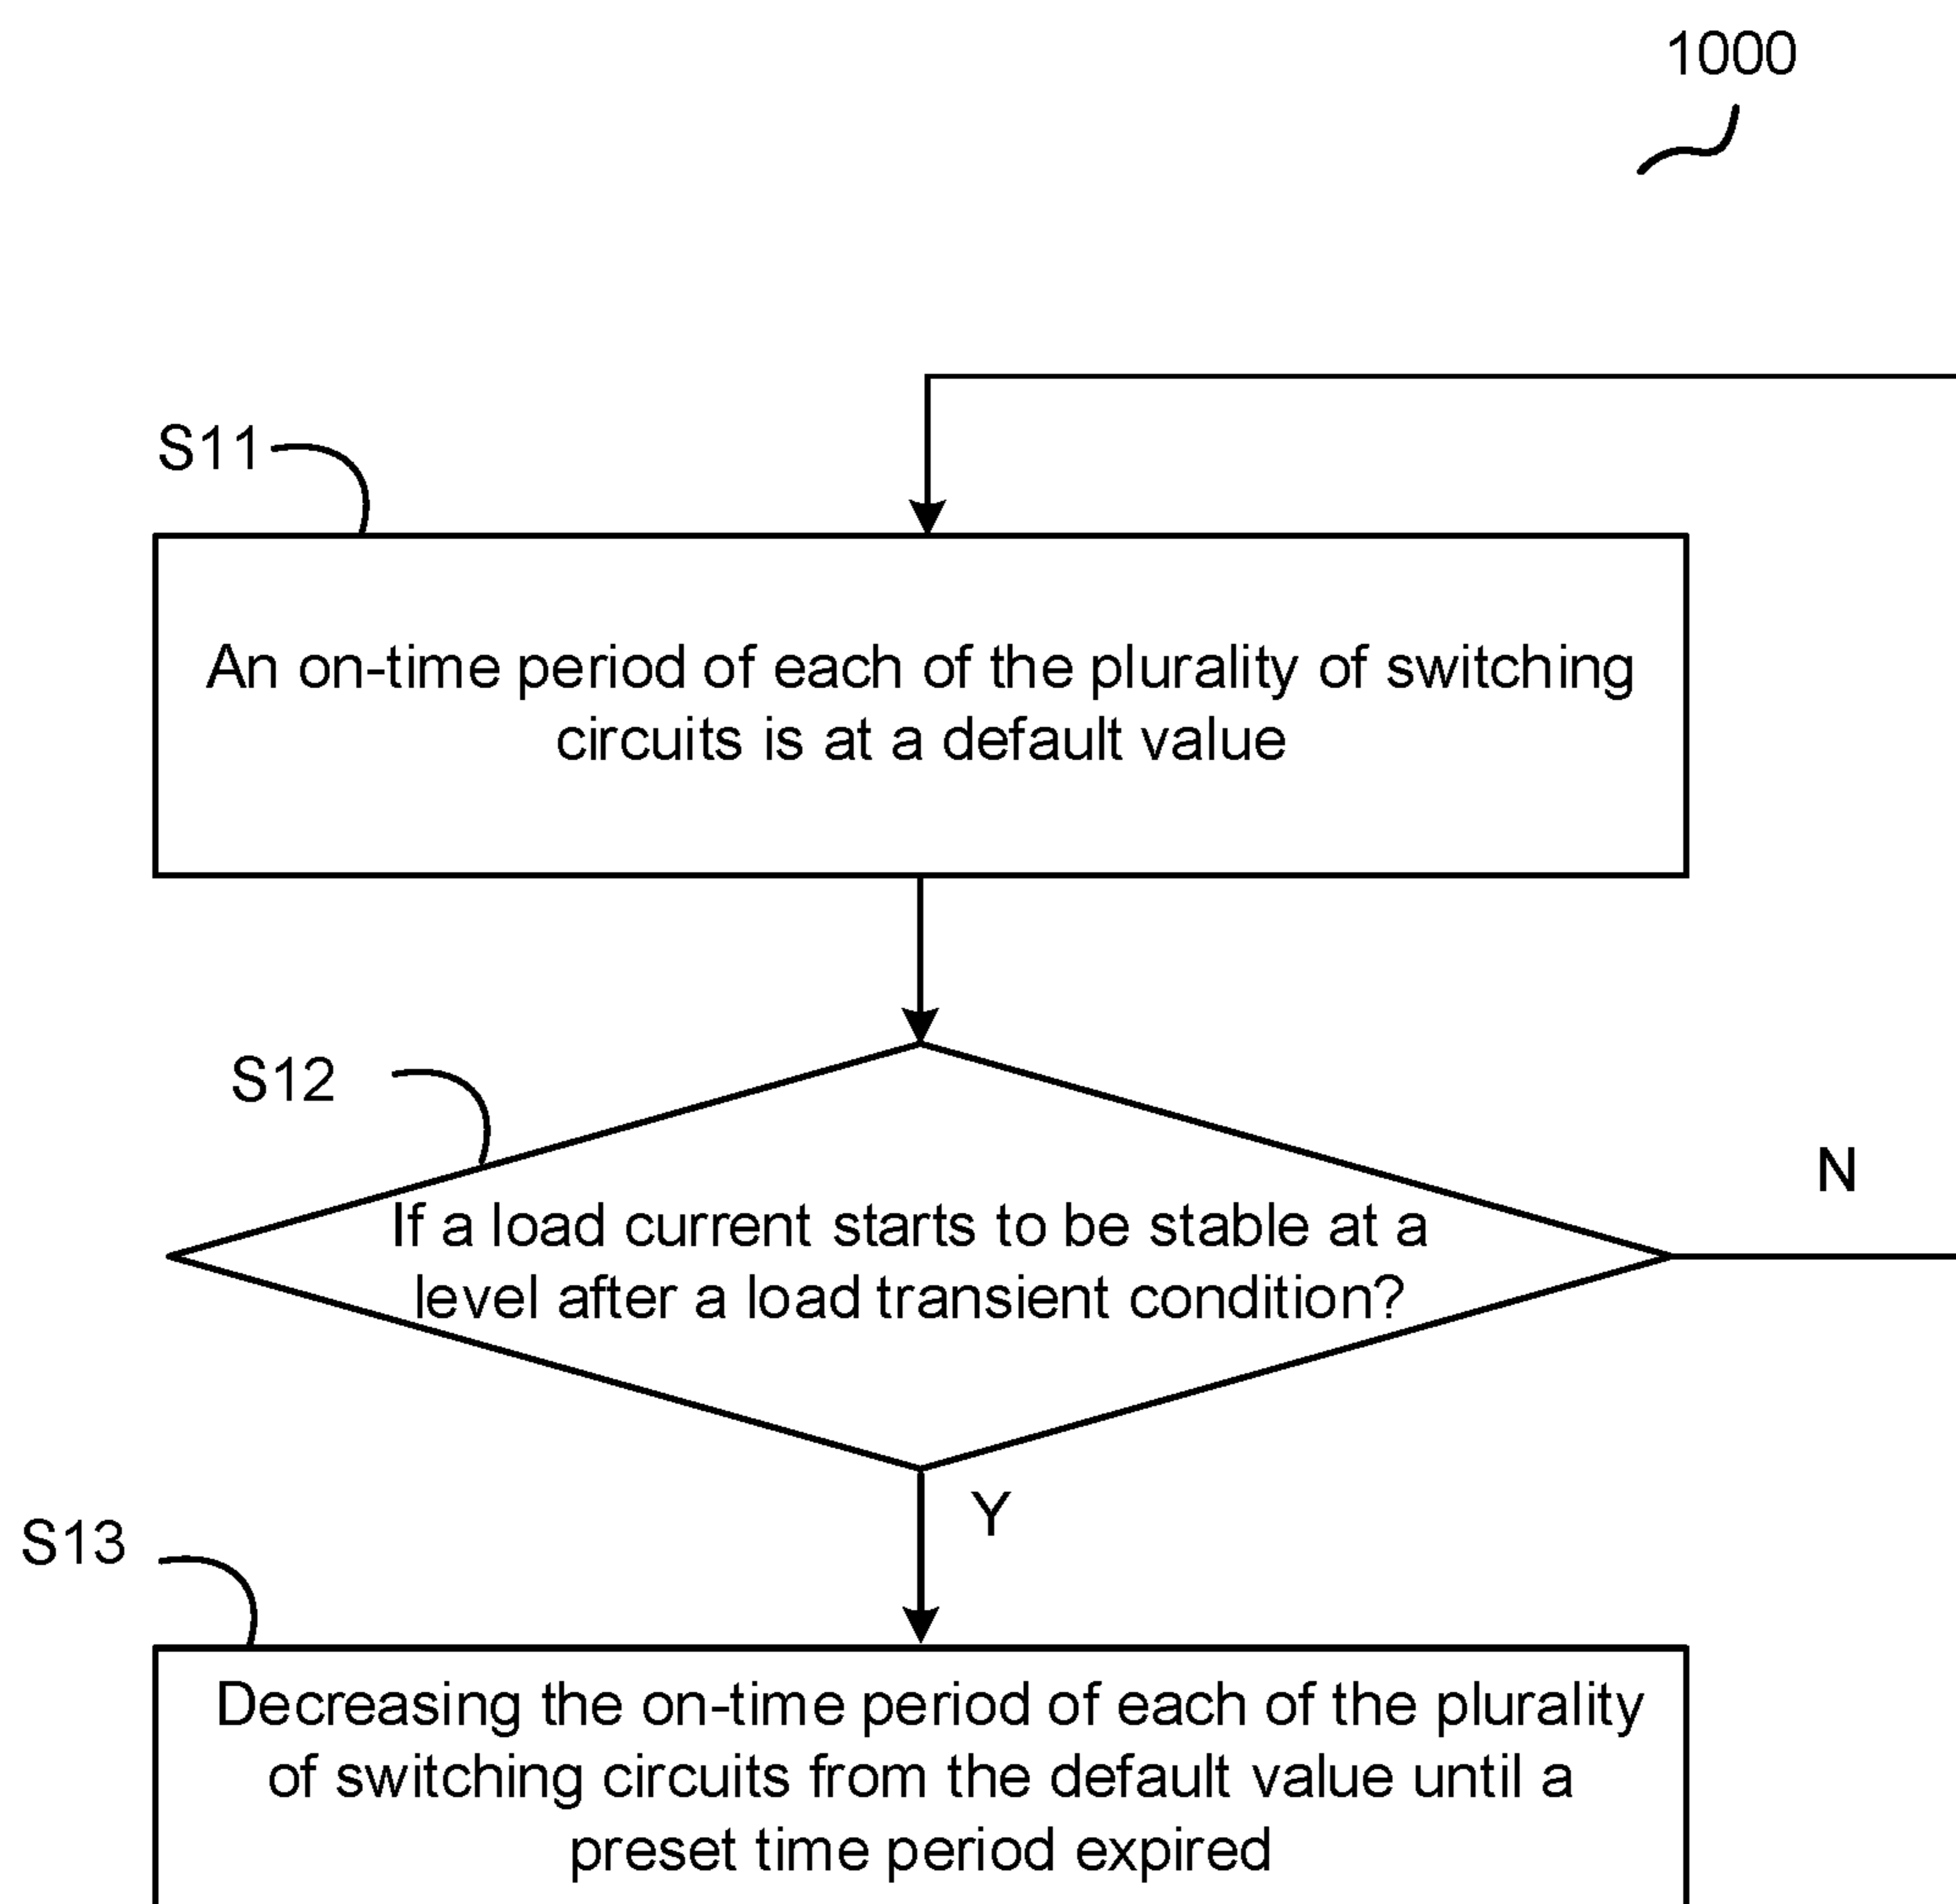 1000
S11
An on-time period of each of the plurality of switching
circuits is at a default value
S12
N
If a load current starts to be stable at a
level after a load transient condition?
Y
S13
Decreasing the on-time period of each of the plurality
of switching circuits from the default value until a
preset time period expired